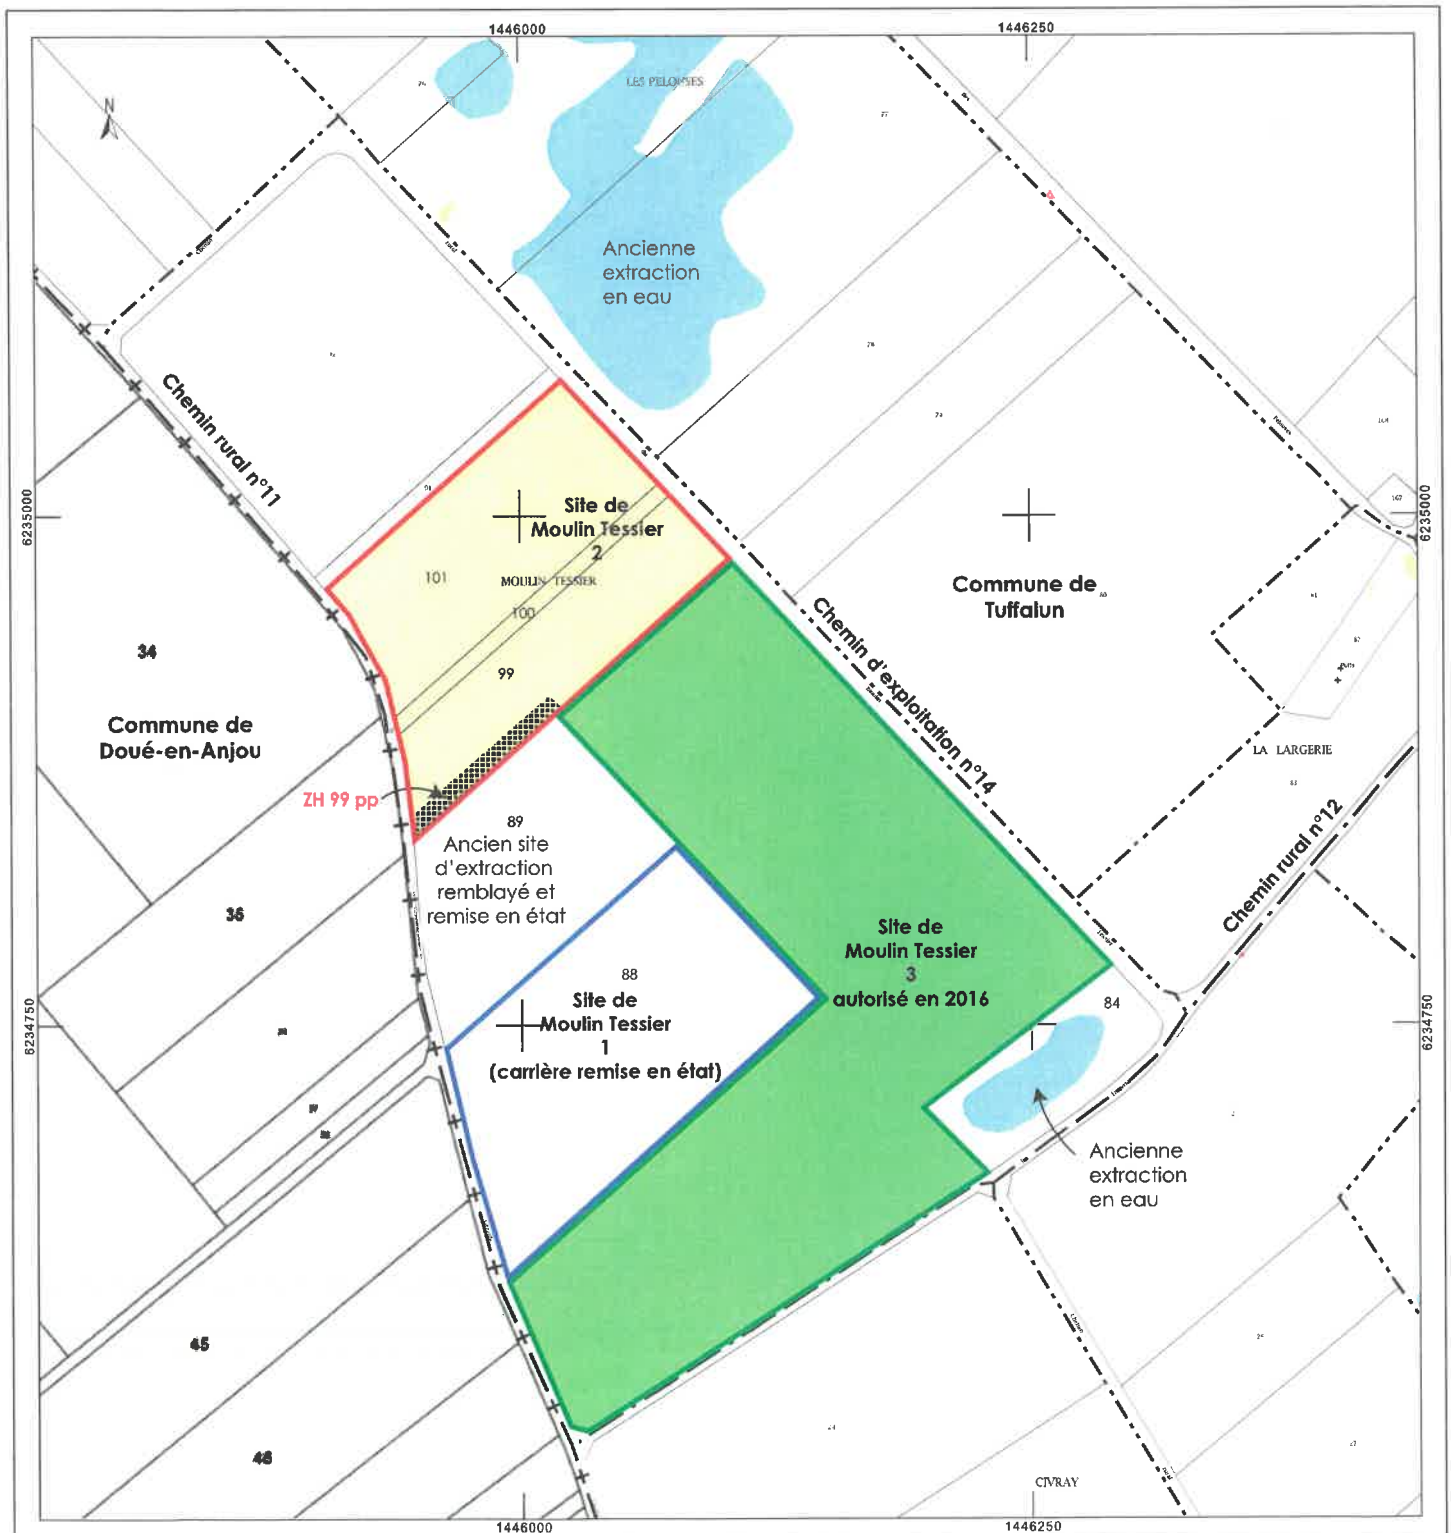 1446000
1446250
N
LES PELOUSES
Ancienne
extraction
en eau
Chemin rural n°11
6235000
6235000
Site de
Moulin Tessier
2
101
MOULIN TESSIER
100
99
Commune de
Tuffalun
34
Commune de
Doué-en-Anjou
Chemin d'exploitation n°14
LA LARGERIE
83
ZH 99 pp
89
Ancien site
d'extraction
remblayé et
remise en état
Chemin rural n°12
Site de
Moulin Tessier
3
autorisé en 2016
88
Site de
Moulin Tessier
1
(carrière remise en état)
84
6234750
6234750
Ancienne
extraction
en eau
45
46
CIVRAY
1446000
1446250